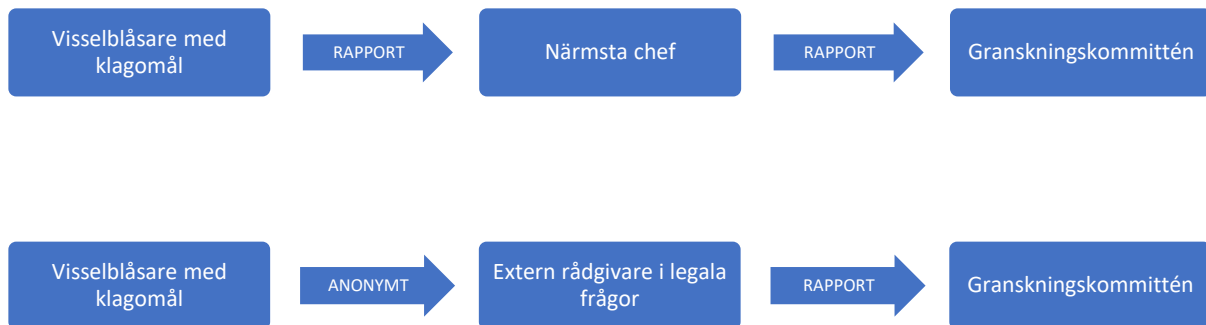 Visselblåsare med
klagomål
RAPPORT
Närmsta chef
RAPPORT
Granskningskommittén
Visselblåsare med
klagomål
ANONYMT
Extern rådgivare i legala
frågor
RAPPORT
Granskningskommittén